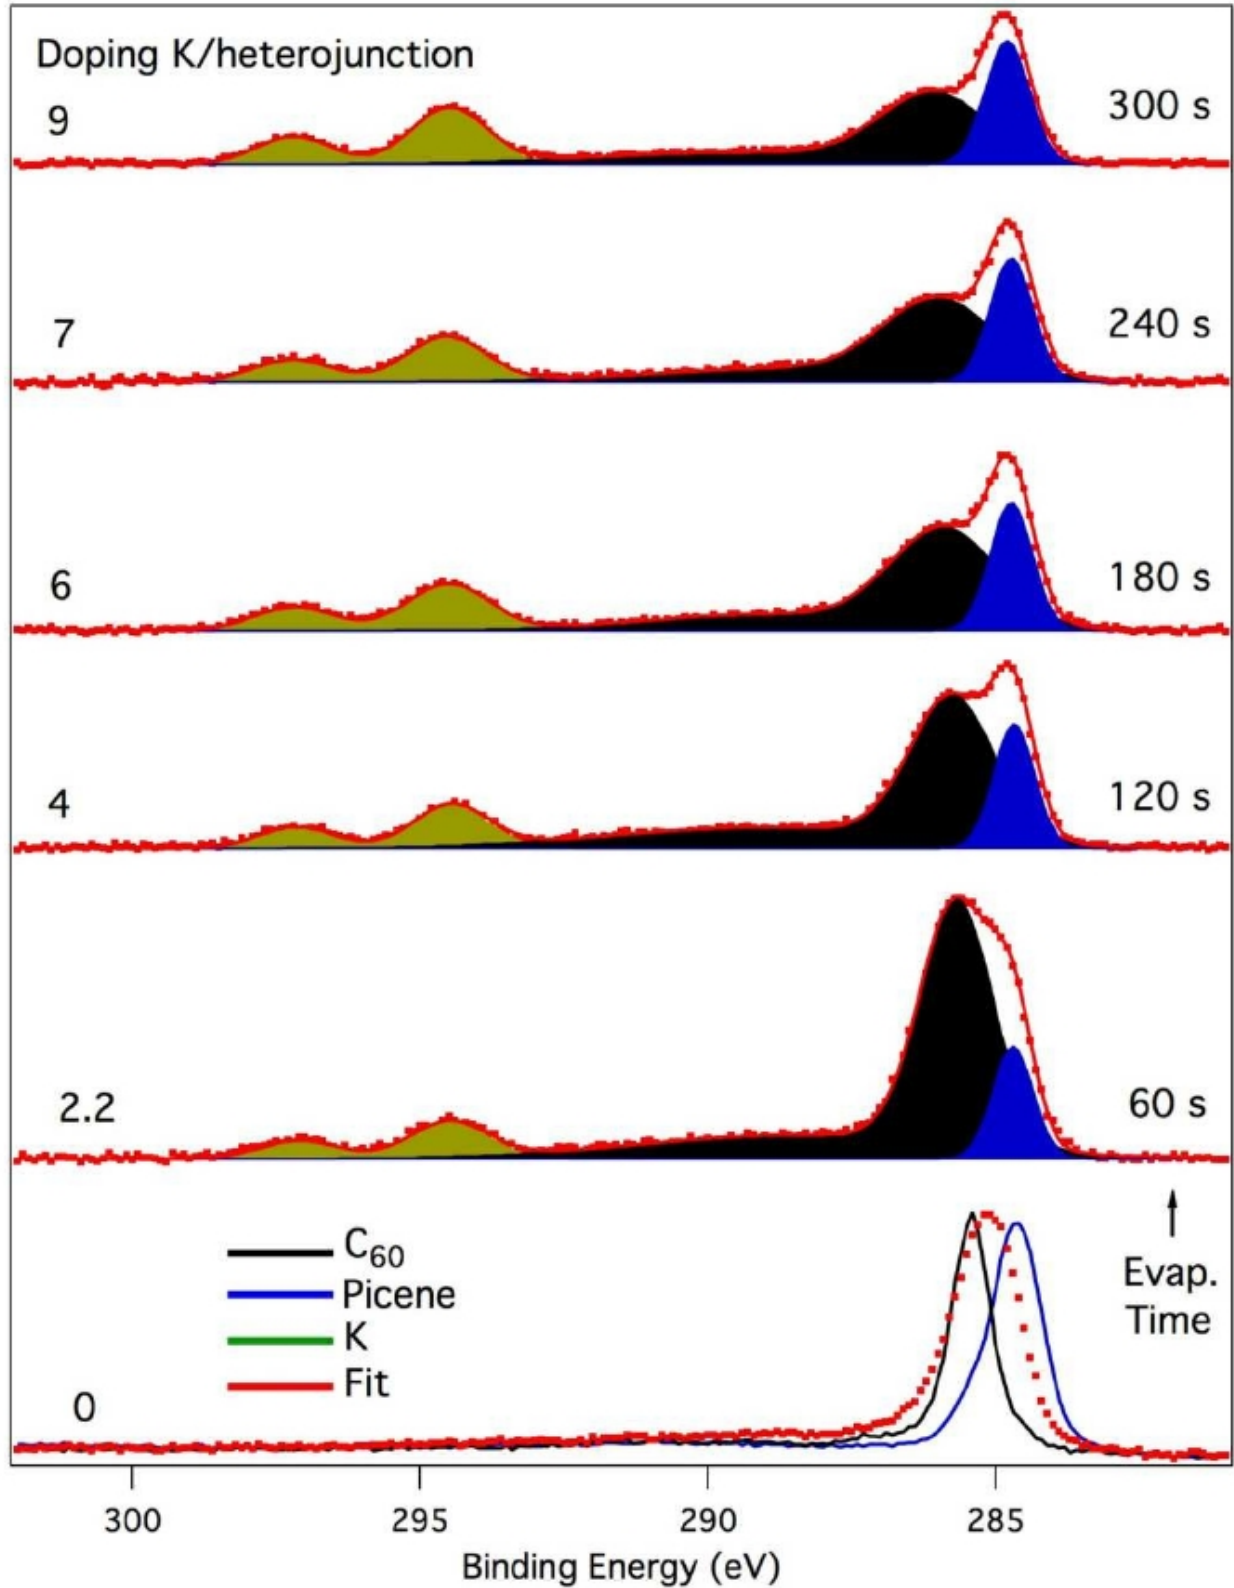 Doping K/heterojunction
9
300 s
7
240 s
6
180 s
4
120 s
2.2
60 s
C60
Picene
K
Fit
Evap.
Time
0
300
295
290
285
Binding Energy (eV)